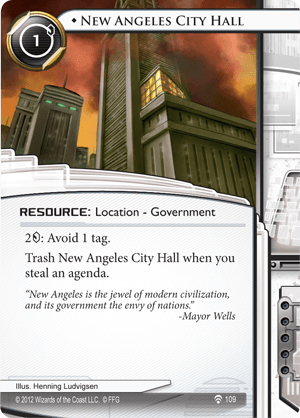 1
• New Angeles City Hall
RESOURCE: Location - Government
2: Avoid 1 tag.
Trash New Angeles City Hall when you
steal an agenda.
"New Angeles is the jewel of modern civilization,
and its government the envy of nations."
-Mayor Wells
Illus. Henning Ludvigsen
© 2012 Wizards of the Coast LLC. © FFG 109